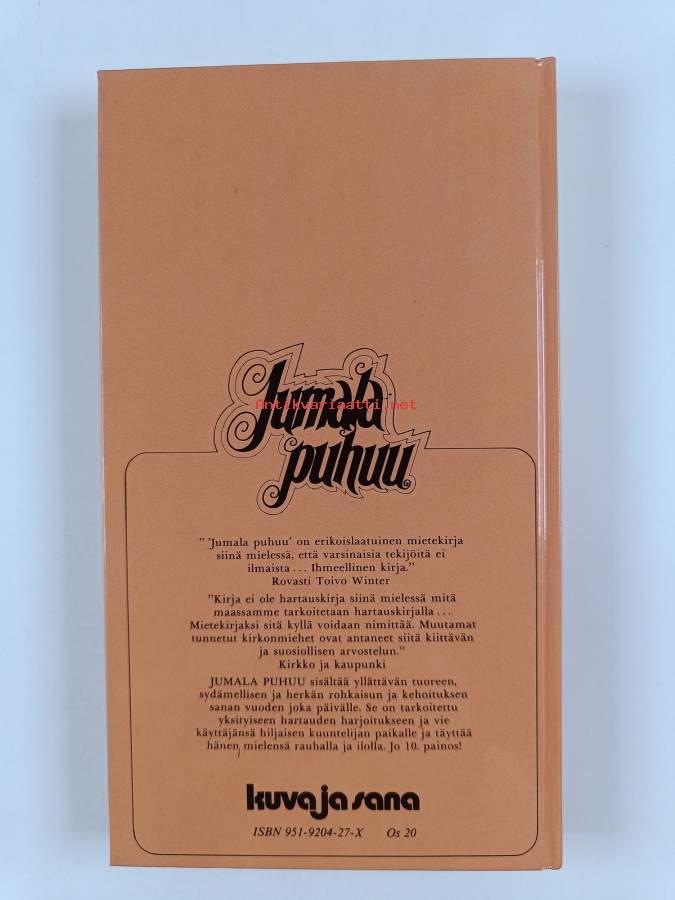 Jumala
Antikvariaatti.net
puhuu
" 'Jumala puhuu' on erikoislaatuinen mietekirja
siinä mielessä, että varsinaisia tekijöitä ei
ilmaista ... Ihmeellinen kirja."
Rovasti Toivo Winter
"Kirja ei ole hartauskirja siinä mielessä mitä
maassamme tarkoitetaan hartauskirjalla ...
Mietekirjaksi sitä kyllä voidaan nimittää. Muutamat
tunnetut kirkonmiehet ovat antaneet siitä kiittävän
ja suosiollisen arvostelun."
Kirkko ja kaupunki
JUMALA PUHUU sisältää yllättävän tuoreen,
sydämellisen ja herkän rohkaisun ja kehoituksen
sanan vuoden joka päivälle. Se on tarkoitettu
yksityiseen hartauden harjoitukseen ja vie
käyttäjänsä hiljaisen kuuntelijan paikalle ja täyttää
hänen mielensä rauhalla ja ilolla. Jo 10. painos!
kuva ja sana
ISBN 951-9204-27-X Os 20